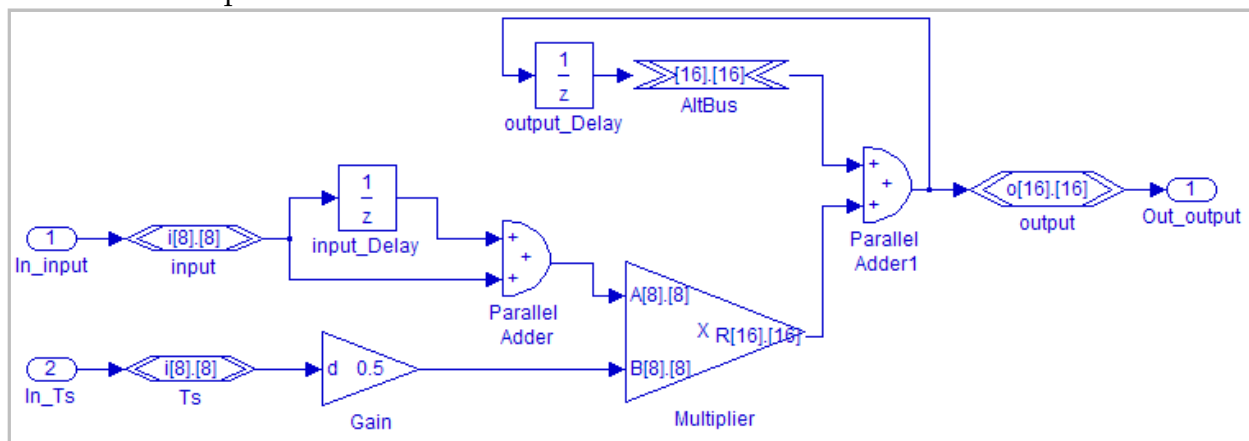 1
z
output_Delay
[16].[16]
AltBus
1
In_input
i[8].[8]
input
1
z
input_Delay
+
+
+
Parallel
Adder
2
In_Ts
i[8].[8]
Ts
d 0.5
Gain
A[8].[8]
X R[16].[16]
B[8].[8]
Multiplier
+
+
+
Parallel
Adder1
o[16].[16]
output
1
Out_output